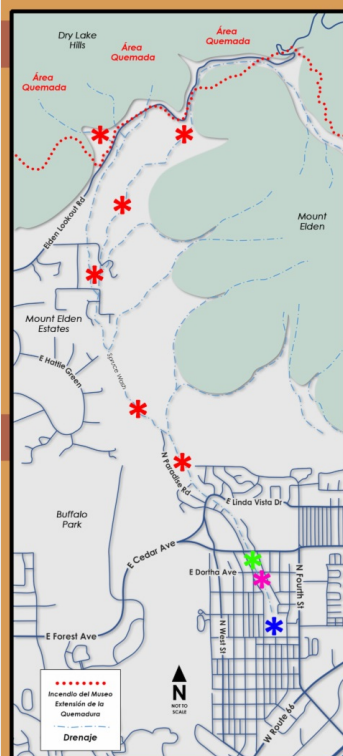 Dry Lake
Hills
Área
Quemada
Área
Quemada
Área
Quemada
Elden Lookout Rd
Mount
Elden
Mount Elden
Estates
E Hattie Green
Spruce Wash
N Paradise Rd
E Linda Vista Dr
Buffalo
Park
E Cedar Ave
E Dortha Ave
N Fourth St
N West St
E Forest Ave
W Route 66
N
NOT TO
SCALE
Incendio del Museo
Extensión de la
Quemadura
Drenaje